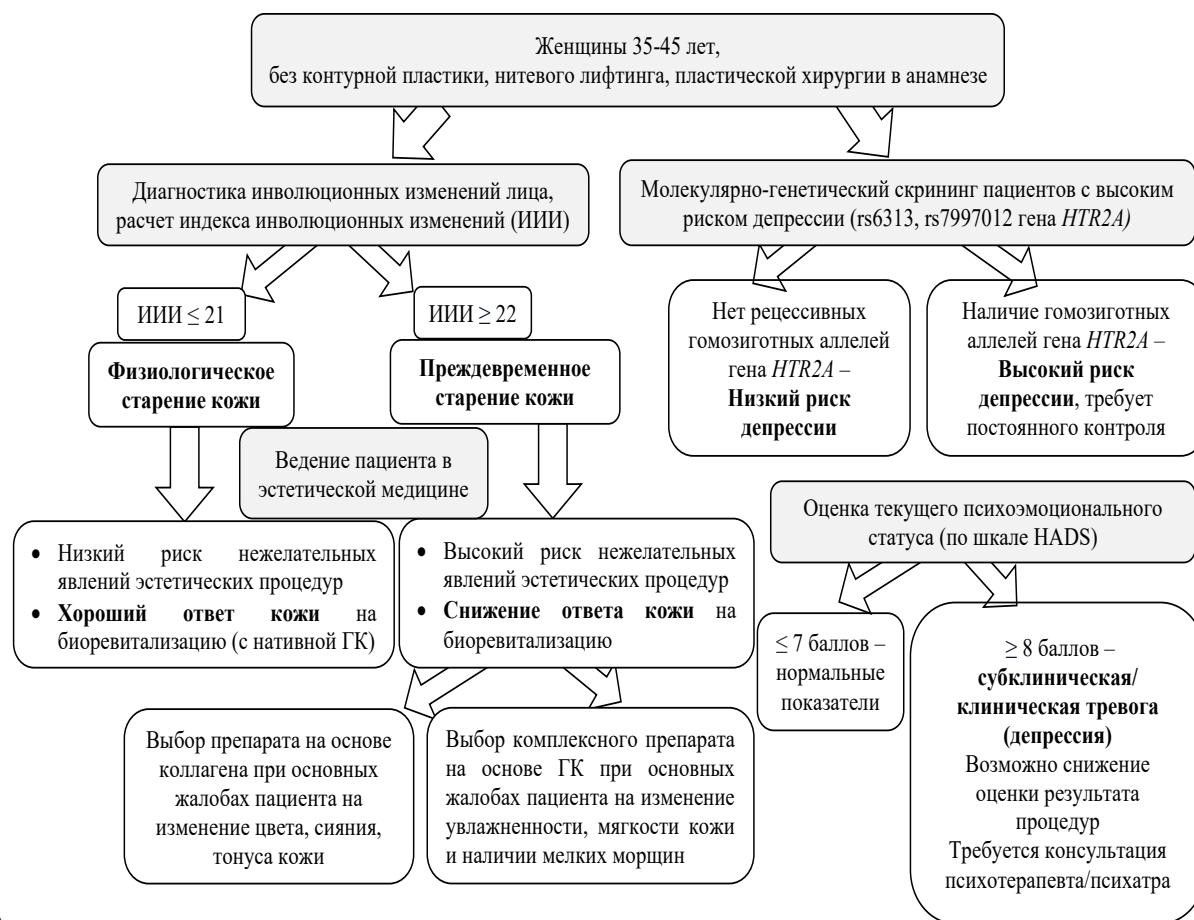 Женщины 35-45 лет,
без контурной пластики, нитевого лифтинга, пластической хирургии в анамнезе
Диагностика инволюционных изменений лица,
расчет индекса инволюционных изменений (ИИИ)
Молекулярно-генетический скрининг пациентов с высоким
риском депрессии (rs6313, rs7997012 гена HTR2A)
ИИИ ≤ 21
ИИИ ≥ 22
Физиологическое
старение кожи
Преждевременное
старение кожи
Нет рецессивных
гомозиготных аллелей
гена HTR2A –
Низкий риск
депрессии
Наличие гомозиготных
аллелей гена HTR2A –
Высокий риск
депрессии, требует
постоянного контроля
Ведение пациента в
эстетической медицине
Оценка текущего психоэмоционального
статуса (по шкале HADS)
• Низкий риск нежелательных
явлений эстетических процедур
• Хороший ответ кожи на
биоревитализацию (с нативной ГК)
• Высокий риск нежелательных
явлений эстетических процедур
• Снижение ответа кожи на
биоревитализацию
≤ 7 баллов –
нормальные
показатели
≥ 8 баллов –
субклиническая/
клиническая тревога
(депрессия)
Возможно снижение
оценки результата
процедур
Требуется консультация
психотерапевта/психатра
Выбор препарата на основе
коллагена при основных
жалобах пациента на
изменение цвета, сияния,
тонуса кожи
Выбор комплексного препарата
на основе ГК при основных
жалобах пациента на изменение
увлажненности, мягкости кожи
и наличии мелких морщин